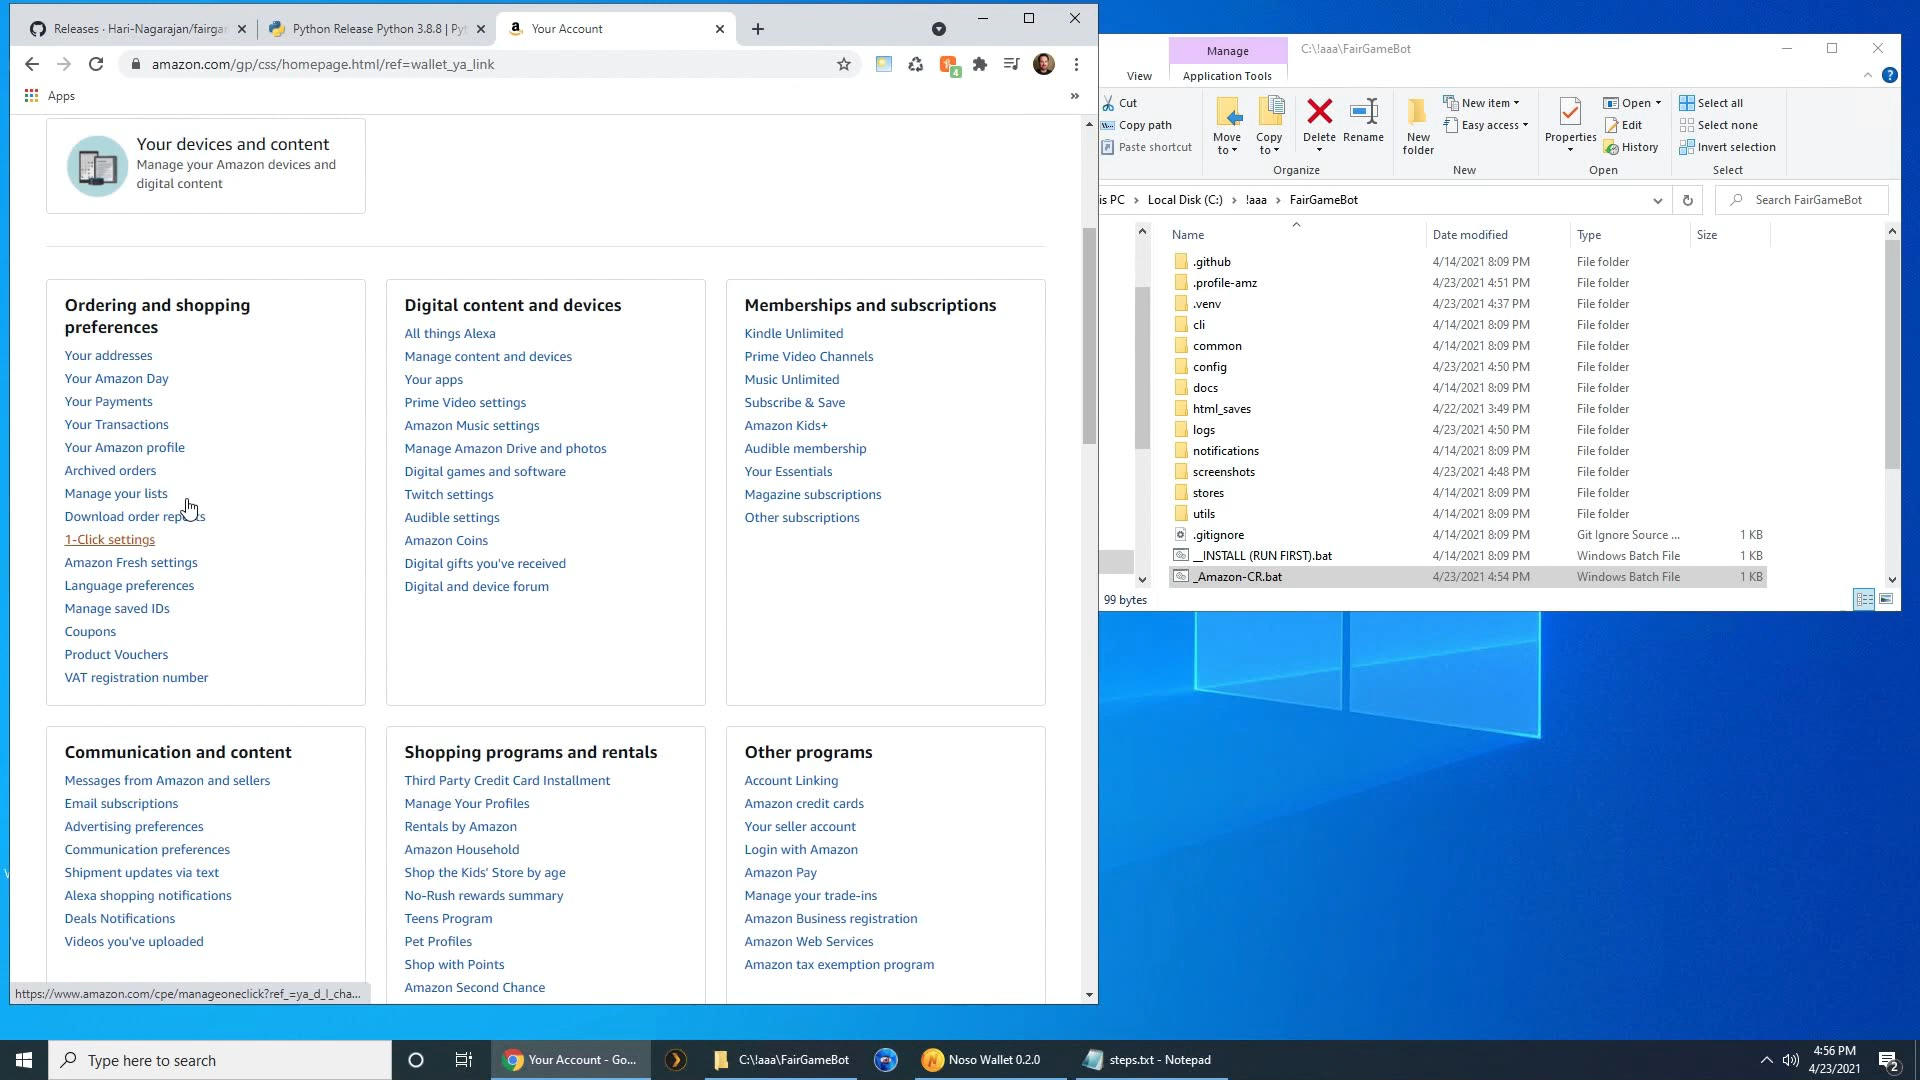 Releases · Hari-Nagarajan/fairgar
Python Release Python 3.8.8 | Pyt
Your Account
amazon.com/gp/css/homepage.html/ref=wallet_ya_link
4
Apps
»
Your devices and content
Manage your Amazon devices and
digital content
Ordering and shopping
preferences
Your addresses
Your Amazon Day
Your Payments
Your Transactions
Your Amazon profile
Archived orders
Manage your lists
Download order reports
1-Click settings
Amazon Fresh settings
Language preferences
Manage saved IDs
Coupons
Product Vouchers
VAT registration number
Digital content and devices
All things Alexa
Manage content and devices
Your apps
Prime Video settings
Amazon Music settings
Manage Amazon Drive and photos
Digital games and software
Twitch settings
Audible settings
Amazon Coins
Digital gifts you've received
Digital and device forum
Memberships and subscriptions
Kindle Unlimited
Prime Video Channels
Music Unlimited
Subscribe & Save
Amazon Kids+
Audible membership
Your Essentials
Magazine subscriptions
Other subscriptions
Communication and content
Messages from Amazon and sellers
Email subscriptions
Advertising preferences
Communication preferences
Shipment updates via text
Alexa shopping notifications
Deals Notifications
Videos you've uploaded
Shopping programs and rentals
Third Party Credit Card Installment
Manage Your Profiles
Rentals by Amazon
Amazon Household
Shop the Kids' Store by age
No-Rush rewards summary
Teens Program
Pet Profiles
Shop with Points
Amazon Second Chance
Other programs
Account Linking
Amazon credit cards
Your seller account
Login with Amazon
Amazon Pay
Manage your trade-ins
Amazon Business registration
Amazon Web Services
Amazon tax exemption program
https://www.amazon.com/cpe/manageoneclick?ref_=ya_d_l_cha...
Manage
C:\!aaa\FairGameBot
View
Application Tools
Cut
Copy path
Paste shortcut
Move to
Copy to
Delete
Rename
New folder
New item
Easy access
Properties
Open
Edit
History
Select all
Select none
Invert selection
Organize
New
Open
Select
is PC > Local Disk (C:) > !aaa > FairGameBot
Search FairGameBot
Name Date modified Type Size
.github 4/14/2021 8:09 PM File folder
.profile-amz 4/23/2021 4:51 PM File folder
.venv 4/23/2021 4:37 PM File folder
cli 4/14/2021 8:09 PM File folder
common 4/14/2021 8:09 PM File folder
config 4/23/2021 4:50 PM File folder
docs 4/14/2021 8:09 PM File folder
html_saves 4/22/2021 3:49 PM File folder
logs 4/23/2021 4:50 PM File folder
notifications 4/14/2021 8:09 PM File folder
screenshots 4/23/2021 4:48 PM File folder
stores 4/14/2021 8:09 PM File folder
utils 4/14/2021 8:09 PM File folder
.gitignore 4/14/2021 8:09 PM Git Ignore Source ... 1 KB
__INSTALL (RUN FIRST).bat 4/14/2021 8:09 PM Windows Batch File 1 KB
_Amazon-CR.bat 4/23/2021 4:54 PM Windows Batch File 1 KB
99 bytes
Type here to search
Your Account - Go...
C:\!aaa\FairGameBot
Noso Wallet 0.2.0
steps.txt - Notepad
4:56 PM
4/23/2021
2